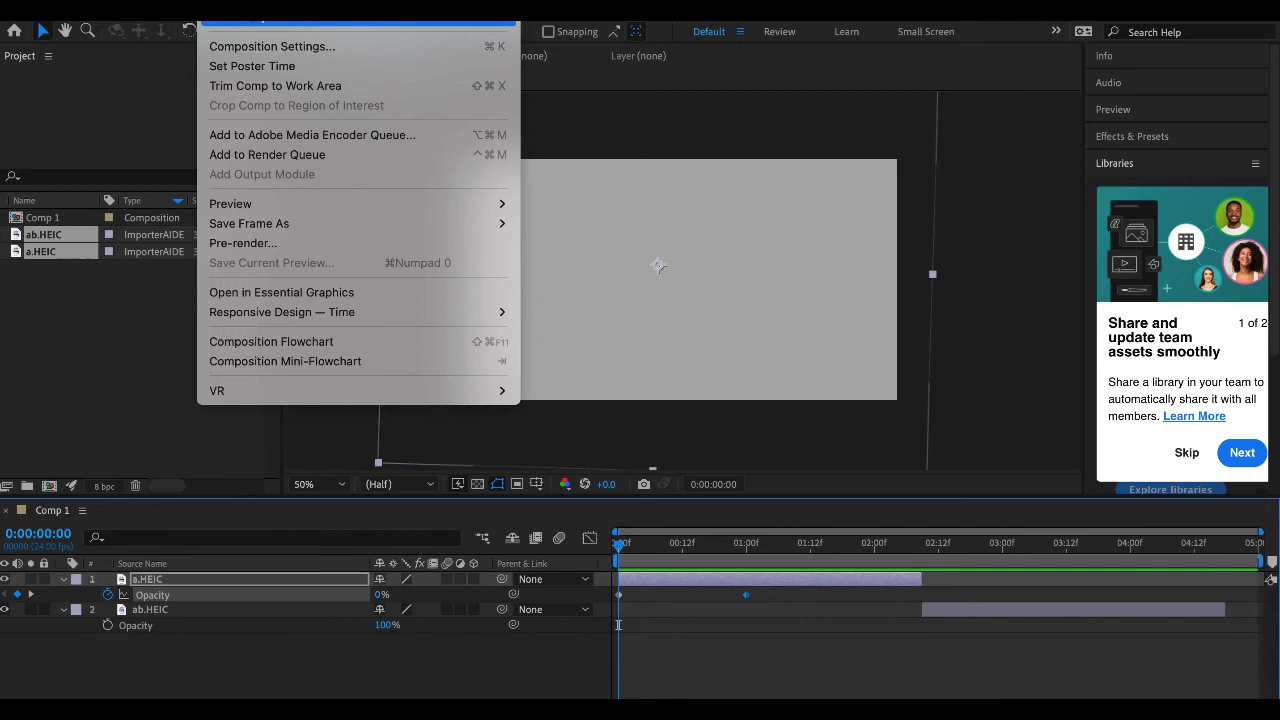 Snapping
Default
Review
Learn
Small Screen
Search Help
Project
(none)
Layer (none)
Info
Audio
Preview
Effects & Presets
Libraries
Composition Settings... ⌘ K
Set Poster Time
Trim Comp to Work Area ⇧⌘ X
Crop Comp to Region of Interest
Add to Adobe Media Encoder Queue... ⌥⌘ M
Add to Render Queue ^⌘ M
Add Output Module
Preview
Save Frame As
Pre-render...
Save Current Preview... ⌘Numpad 0
Open in Essential Graphics
Responsive Design — Time
Composition Flowchart ⇧⌘F11
Composition Mini-Flowchart
VR
Name Type S
Comp 1 Composition
ab.HEIC ImporterAIDE 3
a.HEIC ImporterAIDE 3
Share and
update team
assets smoothly
1 of 2
Share a library in your team to
automatically share it with all
members. Learn More
Skip Next
Explore libraries
8 bpc
50% (Half) +0.0 0:00:00:00
Comp 1
0:00:00:00
00000 (24.00 fps)
:00f 00:12f 01:00f 01:12f 02:00f 02:12f 03:00f 03:12f 04:00f 04:12f 05:00
# Source Name Parent & Link
1 a.HEIC None
Opacity 0%
2 ab.HEIC None
Opacity 100%